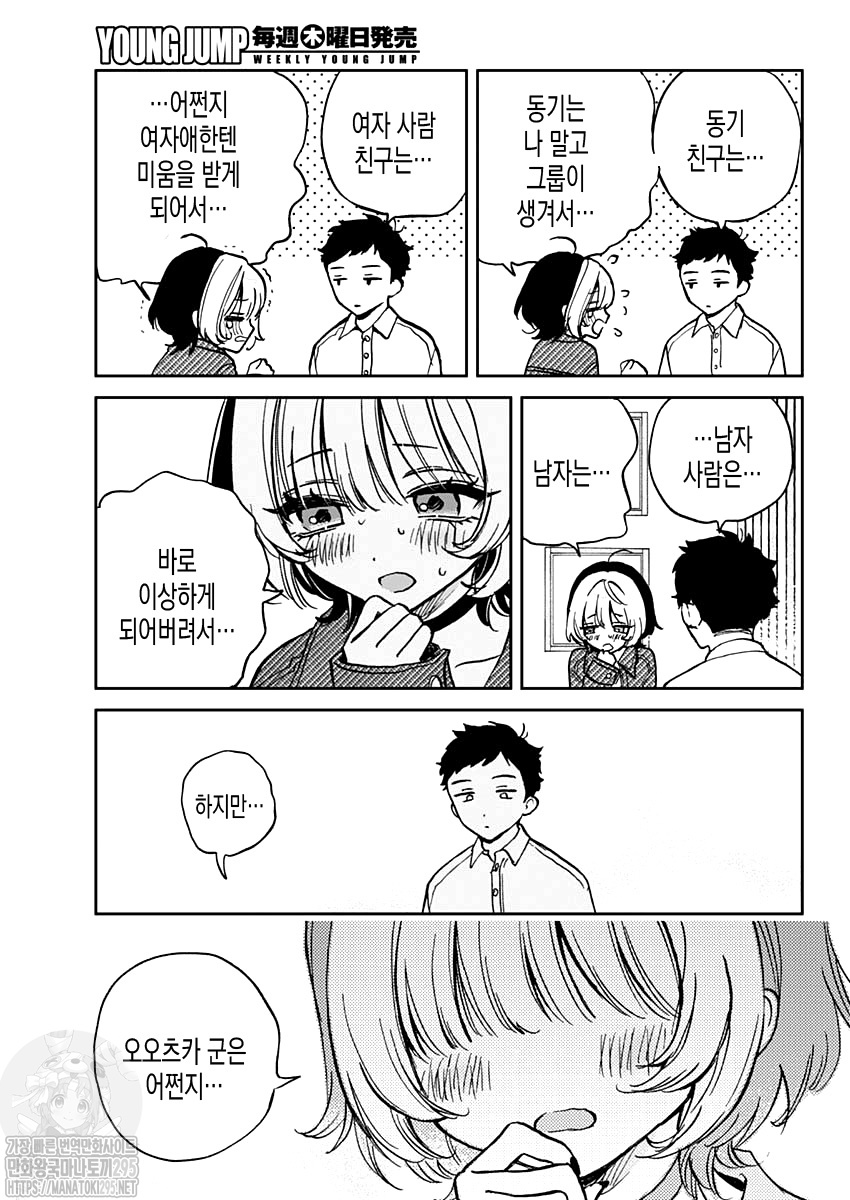 YOUNG JUMP 毎週木曜日発売
WEEKLY YOUNG JUMP
동기
친구는…
동기는
나 말고
그룹이
생겨서…
여자 사람
친구는…
…어쩐지
여자애한텐
미움을 받게
되어서…
…남자
사람은…
남자는…
바로
이상하게
되어버려서…
하지만…
오오츠카 군은
어쩐지…
가장 빠른 번역만화사이트
만화왕국마나토끼295
HTTPS://MANATOKI295.NET